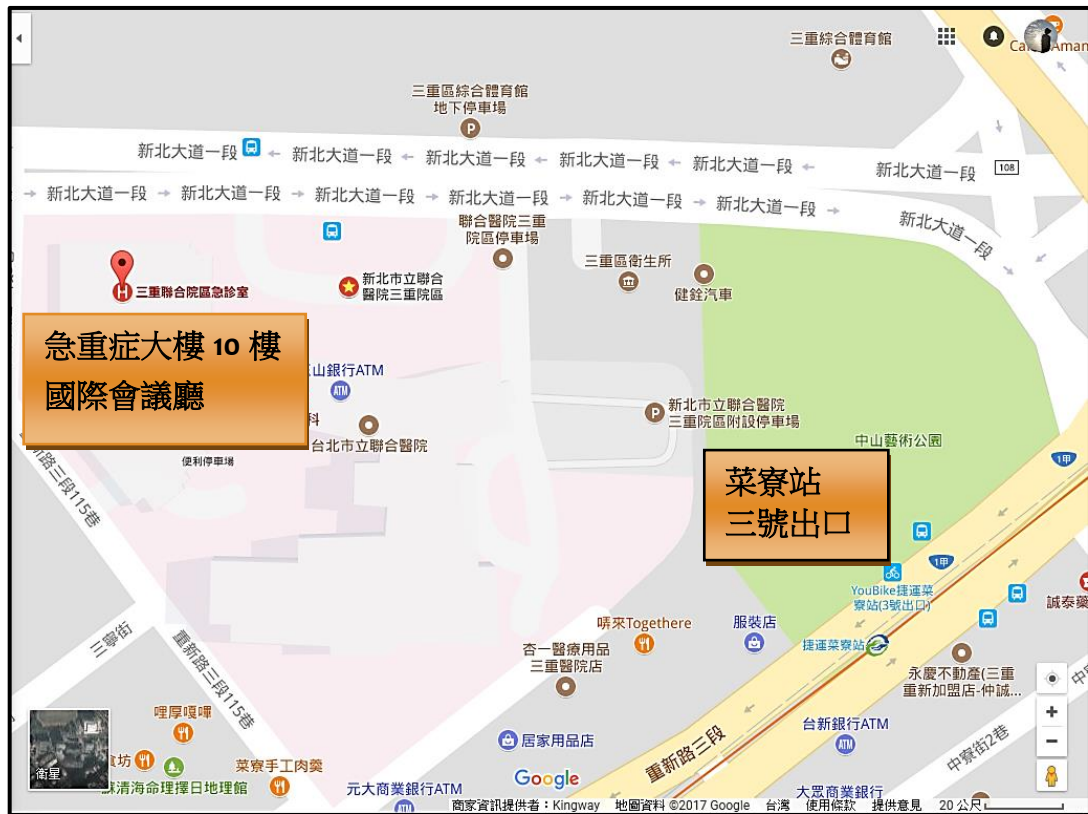 三重綜合體育館
三重區綜合體育館
地下停車場
P
新北大道一段 ← 新北大道一段 ← 新北大道一段 ← 新北大道一段 ← 新北大道一段 ← 新北大道一段
108
→ 新北大道一段 → 新北大道一段 → 新北大道一段 → 新北大道一段 → 新北大道一段 → 新北大道一段 →
新北大道一段
聯合醫院三重
院區停車場
三重區衛生所
健銓汽車
H 三重聯合院區急診室
新北市立聯合
醫院三重院區
急重症大樓 10 樓
國際會議廳
山銀行ATM
ATM
科
台北市立聯合醫院
便利停車場
P
新北市立聯合醫院
三重院區附設停車場
中山藝術公園
1甲
菜寮站
三號出口
重新路三段115巷
1甲
YouBike捷運菜
寮站(3號出口)
誠泰藥
三寧街
重新路三段115巷
哢來Togethere
服裝店
捷運菜寮站
杏一醫療用品
三重醫院店
永慶不動產(三重
重新加盟店-仲誠...
哩厚嘎嗶
居家用品店
台新銀行ATM
ATM
中寮街2巷
重新路三段
衛星
食坊
清海命理擇日地理館
菜寮手工肉羹
元大商業銀行ATM
ATM
Google
大眾商業銀行
商家資訊提供者：Kingway 地圖資料 ©2017 Google 台灣 使用條款 提供意見 20 公尺
+
−